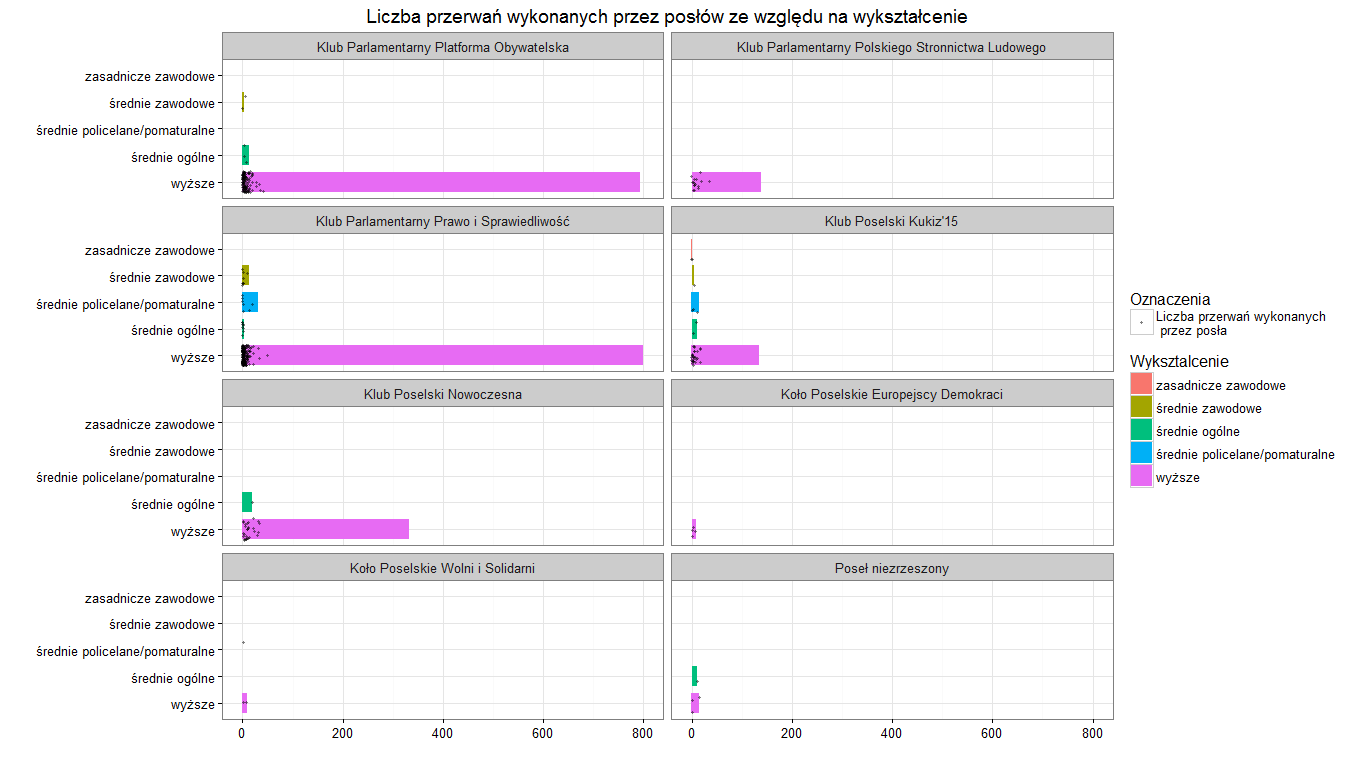 Liczba przerwań wykonanych przez posłów ze względu na wykształcenie
Klub Parlamentarny Platforma Obywatelska
Klub Parlamentarny Polskiego Stronnictwa Ludowego
zasadnicze zawodowe
średnie zawodowe
średnie policelane/pomaturalne
średnie ogólne
wyższe
Klub Parlamentarny Prawo i Sprawiedliwość
Klub Poselski Kukiz'15
zasadnicze zawodowe
średnie zawodowe
średnie policelane/pomaturalne
średnie ogólne
wyższe
Klub Poselski Nowoczesna
Koło Poselskie Europejscy Demokraci
zasadnicze zawodowe
średnie zawodowe
średnie policelane/pomaturalne
średnie ogólne
wyższe
Koło Poselskie Wolni i Solidarni
Poseł niezrzeszony
zasadnicze zawodowe
średnie zawodowe
średnie policelane/pomaturalne
średnie ogólne
wyższe
0 200 400 600 800
0 200 400 600 800
Oznaczenia
Liczba przerwań wykonanych
przez posła
Wyksztalcenie
zasadnicze zawodowe
średnie zawodowe
średnie ogólne
średnie policelane/pomaturalne
wyższe